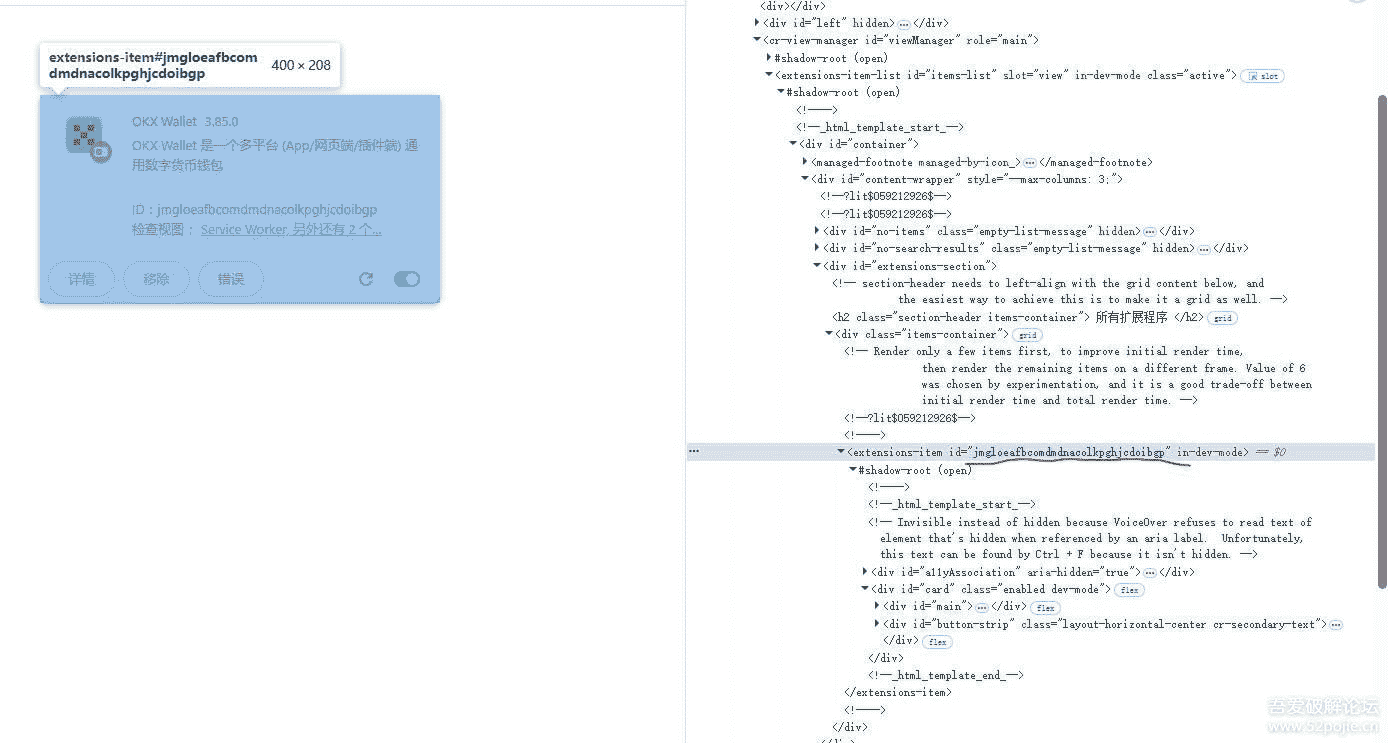 extensions-item#jmgloeafbcom
dmdnacolkpghjcdoibgp
400 × 208
OKX Wallet 3.85.0
OKX Wallet 是一个多平台 (App/网页端/插件端) 通
用数字货币钱包
ID：jmgloeafbcomdmdnacolkpghjcdoibgp
检查视图： Service Worker, 另外还有 2 个...
详情 移除 错误
<div></div>
<div id="left" hidden>⋯</div>
<cr-view-manager id="viewManager" role="main">
#shadow-root (open)
<extensions-item-list id="items-list" slot="view" in-dev-mode class="active"> slot
#shadow-root (open)
<!---->
<!--_html_template_start_-->
<div id="container">
<managed-footnote managed-by-icon_>⋯</managed-footnote>
<div id="content-wrapper" style="--max-columns: 3;">
<!--?lit$059212926$-->
<!--?lit$059212926$-->
<div id="no-items" class="empty-list-message" hidden>⋯</div>
<div id="no-search-results" class="empty-list-message" hidden>⋯</div>
<div id="extensions-section">
<!-- section-header needs to left-align with the grid content below, and
the easiest way to achieve this is to make it a grid as well. -->
<h2 class="section-header items-container"> 所有扩展程序 </h2> grid
<div class="items-container"> grid
<!-- Render only a few items first, to improve initial render time,
then render the remaining items on a different frame. Value of 6
was chosen by experimentation, and it is a good trade-off between
initial render time and total render time. -->
<!--?lit$059212926$-->
<!---->
<extensions-item id="jmgloeafbcomdmdnacolkpghjcdoibgp" in-dev-mode> == $0
#shadow-root (open)
<!---->
<!--_html_template_start_-->
<!-- Invisible instead of hidden because VoiceOver refuses to read text of
element that's hidden when referenced by an aria label. Unfortunately,
this text can be found by Ctrl + F because it isn't hidden. -->
<div id="a11yAssociation" aria-hidden="true">⋯</div>
<div id="card" class="enabled dev-mode"> flex
<div id="main">⋯</div> flex
<div id="button-strip" class="layout-horizontal-center cr-secondary-text">⋯
</div> flex
</div>
<!--_html_template_end_-->
</extensions-item>
<!---->
</div>
</div>
吾爱破解论坛
www.52pojie.cn